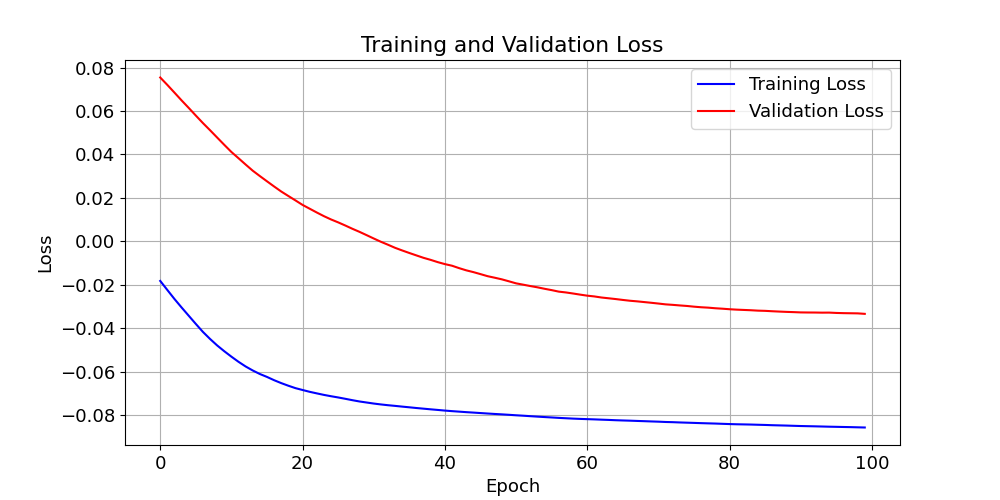 Training and Validation Loss
Training Loss
Validation Loss
Loss
0.08
0.06
0.04
0.02
0.00
−0.02
−0.04
−0.06
−0.08
0 20 40 60 80 100
Epoch